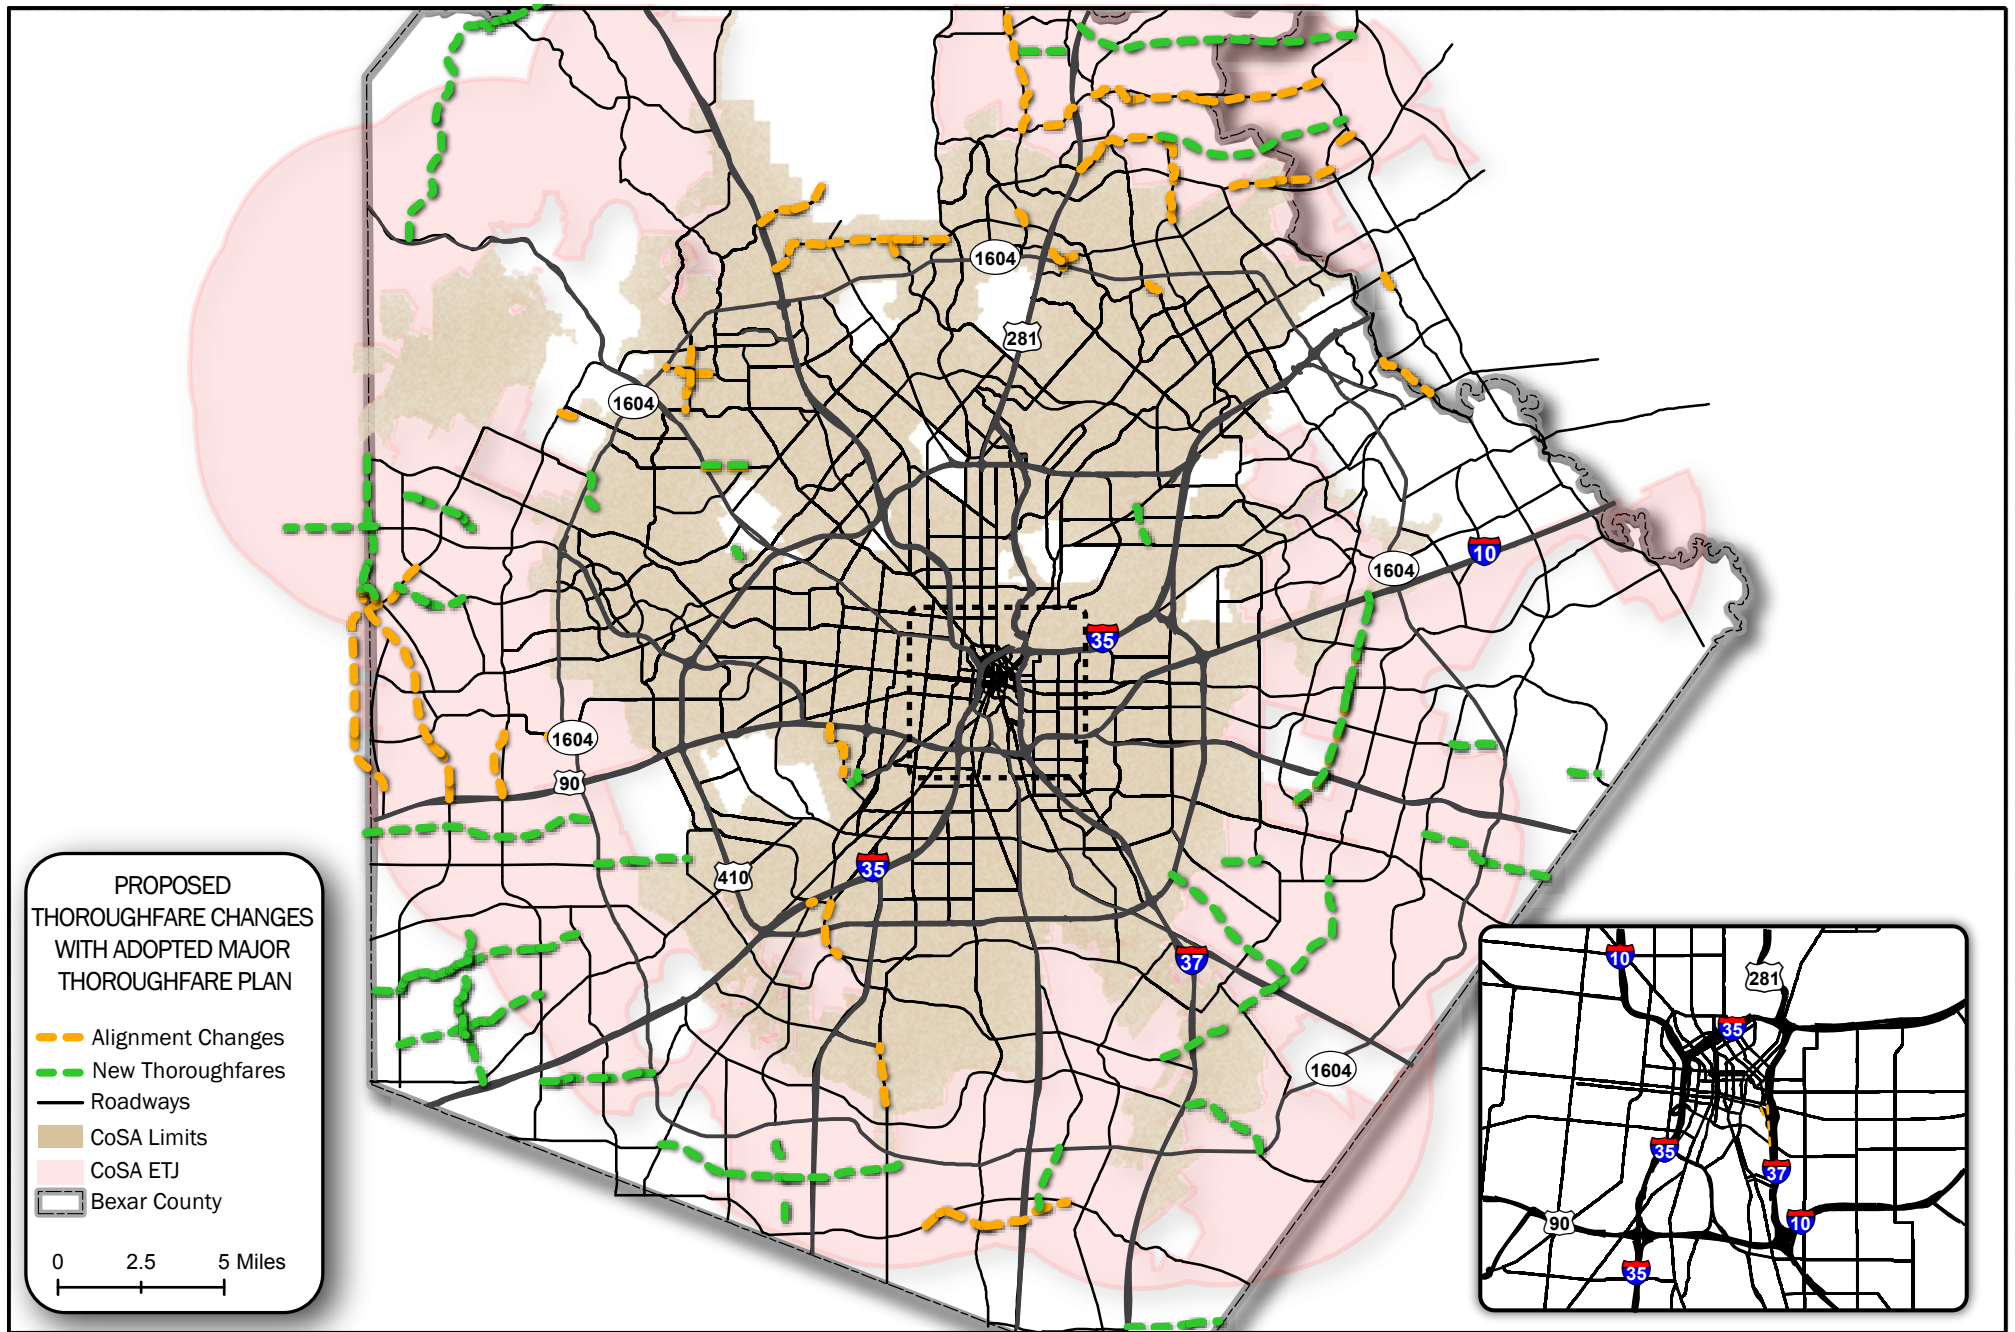 1604
281
1604
10
1604
35
1604
90
35
410
37
1604
PROPOSED
THOROUGHFARE CHANGES
WITH ADOPTED MAJOR
THOROUGHFARE PLAN
Alignment Changes
New Thoroughfares
Roadways
CoSA Limits
CoSA ETJ
Bexar County
0 2.5 5 Miles
10
281
35
35
37
90
10
35